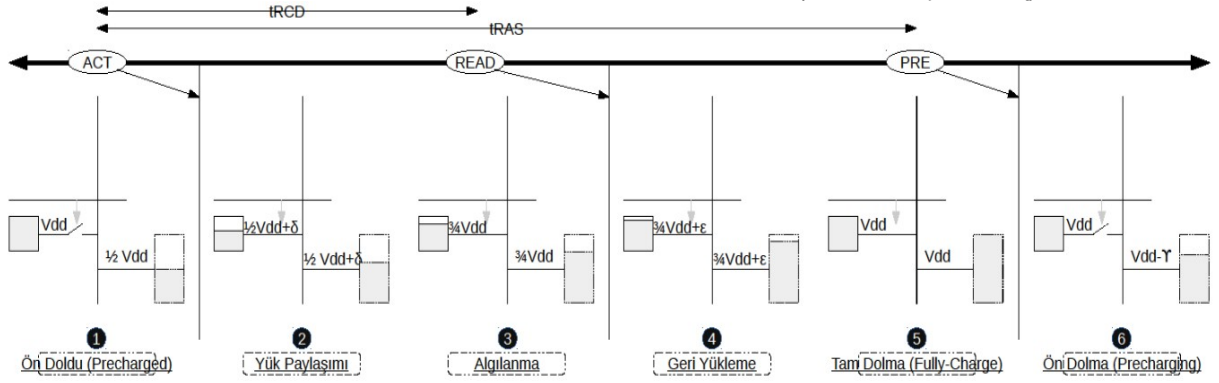 tRCD
tRAS
ACT
READ
PRE
Vdd
½ Vdd
½Vdd+δ
½ Vdd+δ
¾Vdd
¾Vdd
¾Vdd+ε
¾Vdd+ε
Vdd
Vdd
Vdd
Vdd-ϒ
1
2
3
4
5
6
Ön Doldu (Precharged)
Yük Paylaşımı
Algılanma
Geri Yükleme
Tam Dolma (Fully-Charge)
Ön Dolma (Precharging)